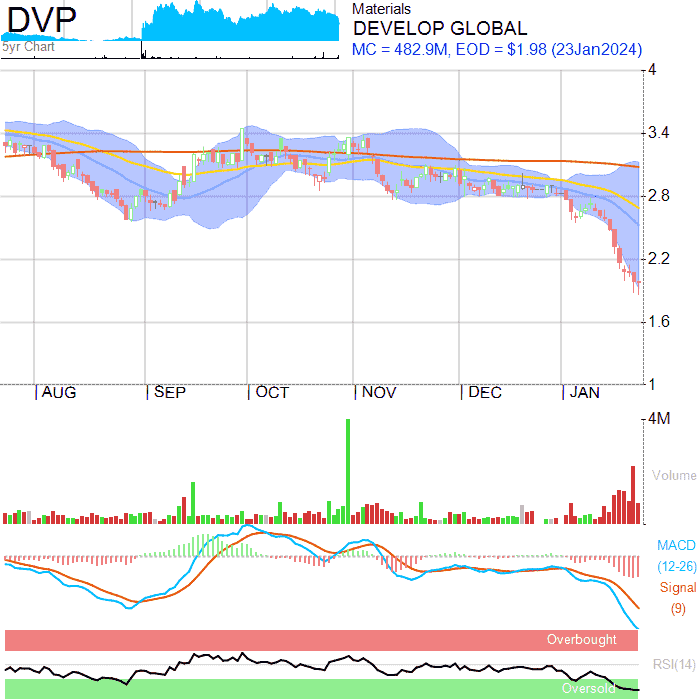 DVP
5yr Chart
Materials
DEVELOP GLOBAL
MC = 482.9M, EOD = $1.98 (23Jan2024)
4
3.4
2.8
2.2
1.6
1
AUG SEP OCT NOV DEC JAN
4M
Volume
MACD
(12-26)
Signal
(9)
Overbought
RSI(14)
Oversold